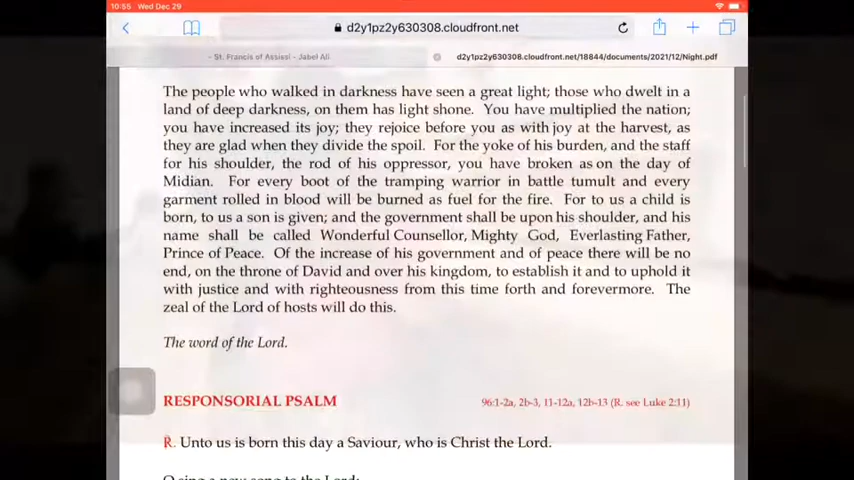 10:55 Wed Dec 29
d2y1pz2y630308.cloudfront.net
- St. Francis of Assissi - Jabel Ali
d2y1pz2y630308.cloudfront.net/18844/documents/2021/12/Night.pdf
The people who walked in darkness have seen a great light; those who dwelt in a
land of deep darkness, on them has light shone. You have multiplied the nation;
you have increased its joy; they rejoice before you as with joy at the harvest, as
they are glad when they divide the spoil. For the yoke of his burden, and the staff
for his shoulder, the rod of his oppressor, you have broken as on the day of
Midian. For every boot of the tramping warrior in battle tumult and every
garment rolled in blood will be burned as fuel for the fire. For to us a child is
born, to us a son is given; and the government shall be upon his shoulder, and his
name shall be called Wonderful Counsellor, Mighty God, Everlasting Father,
Prince of Peace. Of the increase of his government and of peace there will be no
end, on the throne of David and over his kingdom, to establish it and to uphold it
with justice and with righteousness from this time forth and forevermore. The
zeal of the Lord of hosts will do this.
The word of the Lord.
RESPONSORIAL PSALM 96:1-2a, 2b-3, 11-12a, 12b-13 (R. see Luke 2:11)
R. Unto us is born this day a Saviour, who is Christ the Lord.
O sing a new song to the Lord;